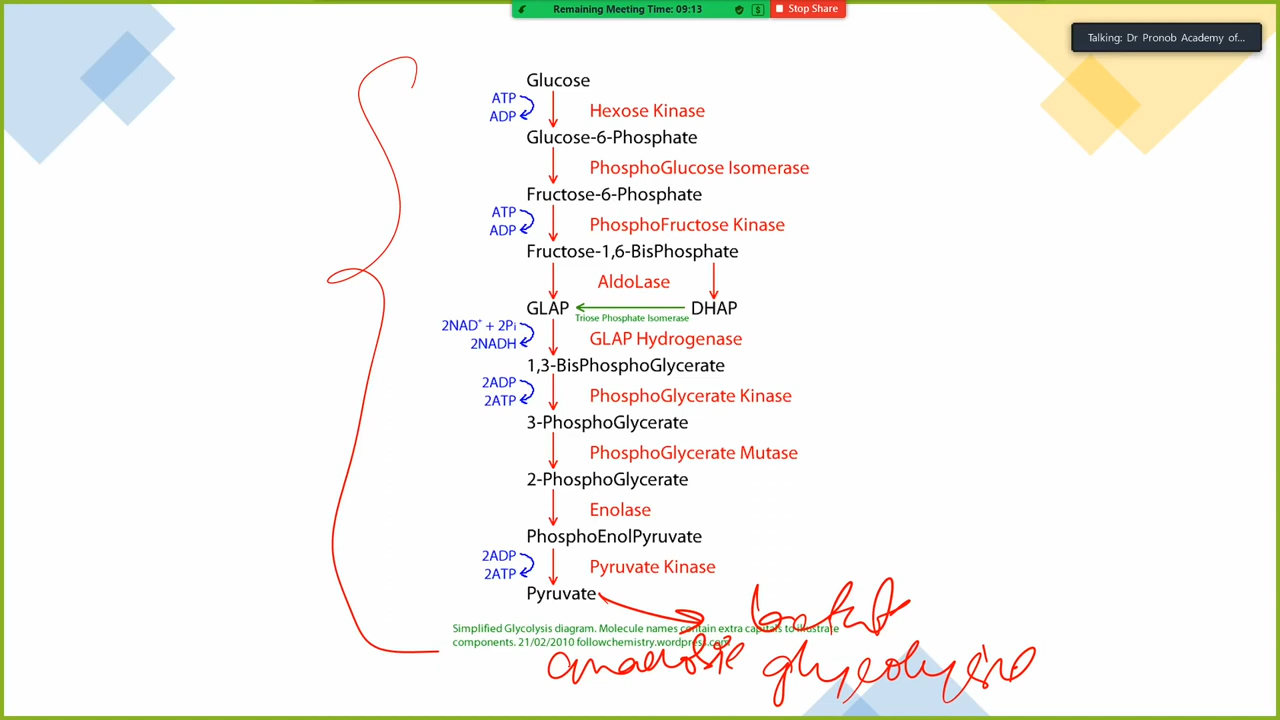 Remaining Meeting Time: 09:13
Stop Share
Talking: Dr Pronob Academy of...
Glucose
ATP
ADP
Hexose Kinase
Glucose-6-Phosphate
PhosphoGlucose Isomerase
Fructose-6-Phosphate
ATP
ADP
PhosphoFructose Kinase
Fructose-1,6-BisPhosphate
AldoLase
GLAP
DHAP
Triose Phosphate Isomerase
2NAD⁺ + 2Pi
2NADH
GLAP Hydrogenase
1,3-BisPhosphoGlycerate
2ADP
2ATP
PhosphoGlycerate Kinase
3-PhosphoGlycerate
PhosphoGlycerate Mutase
2-PhosphoGlycerate
Enolase
PhosphoEnolPyruvate
2ADP
2ATP
Pyruvate Kinase
Pyruvate
Simplified Glycolysis diagram. Molecule names contain extra capitals to illustrate
components. 21/02/2010 followchemistry.wordpress.com